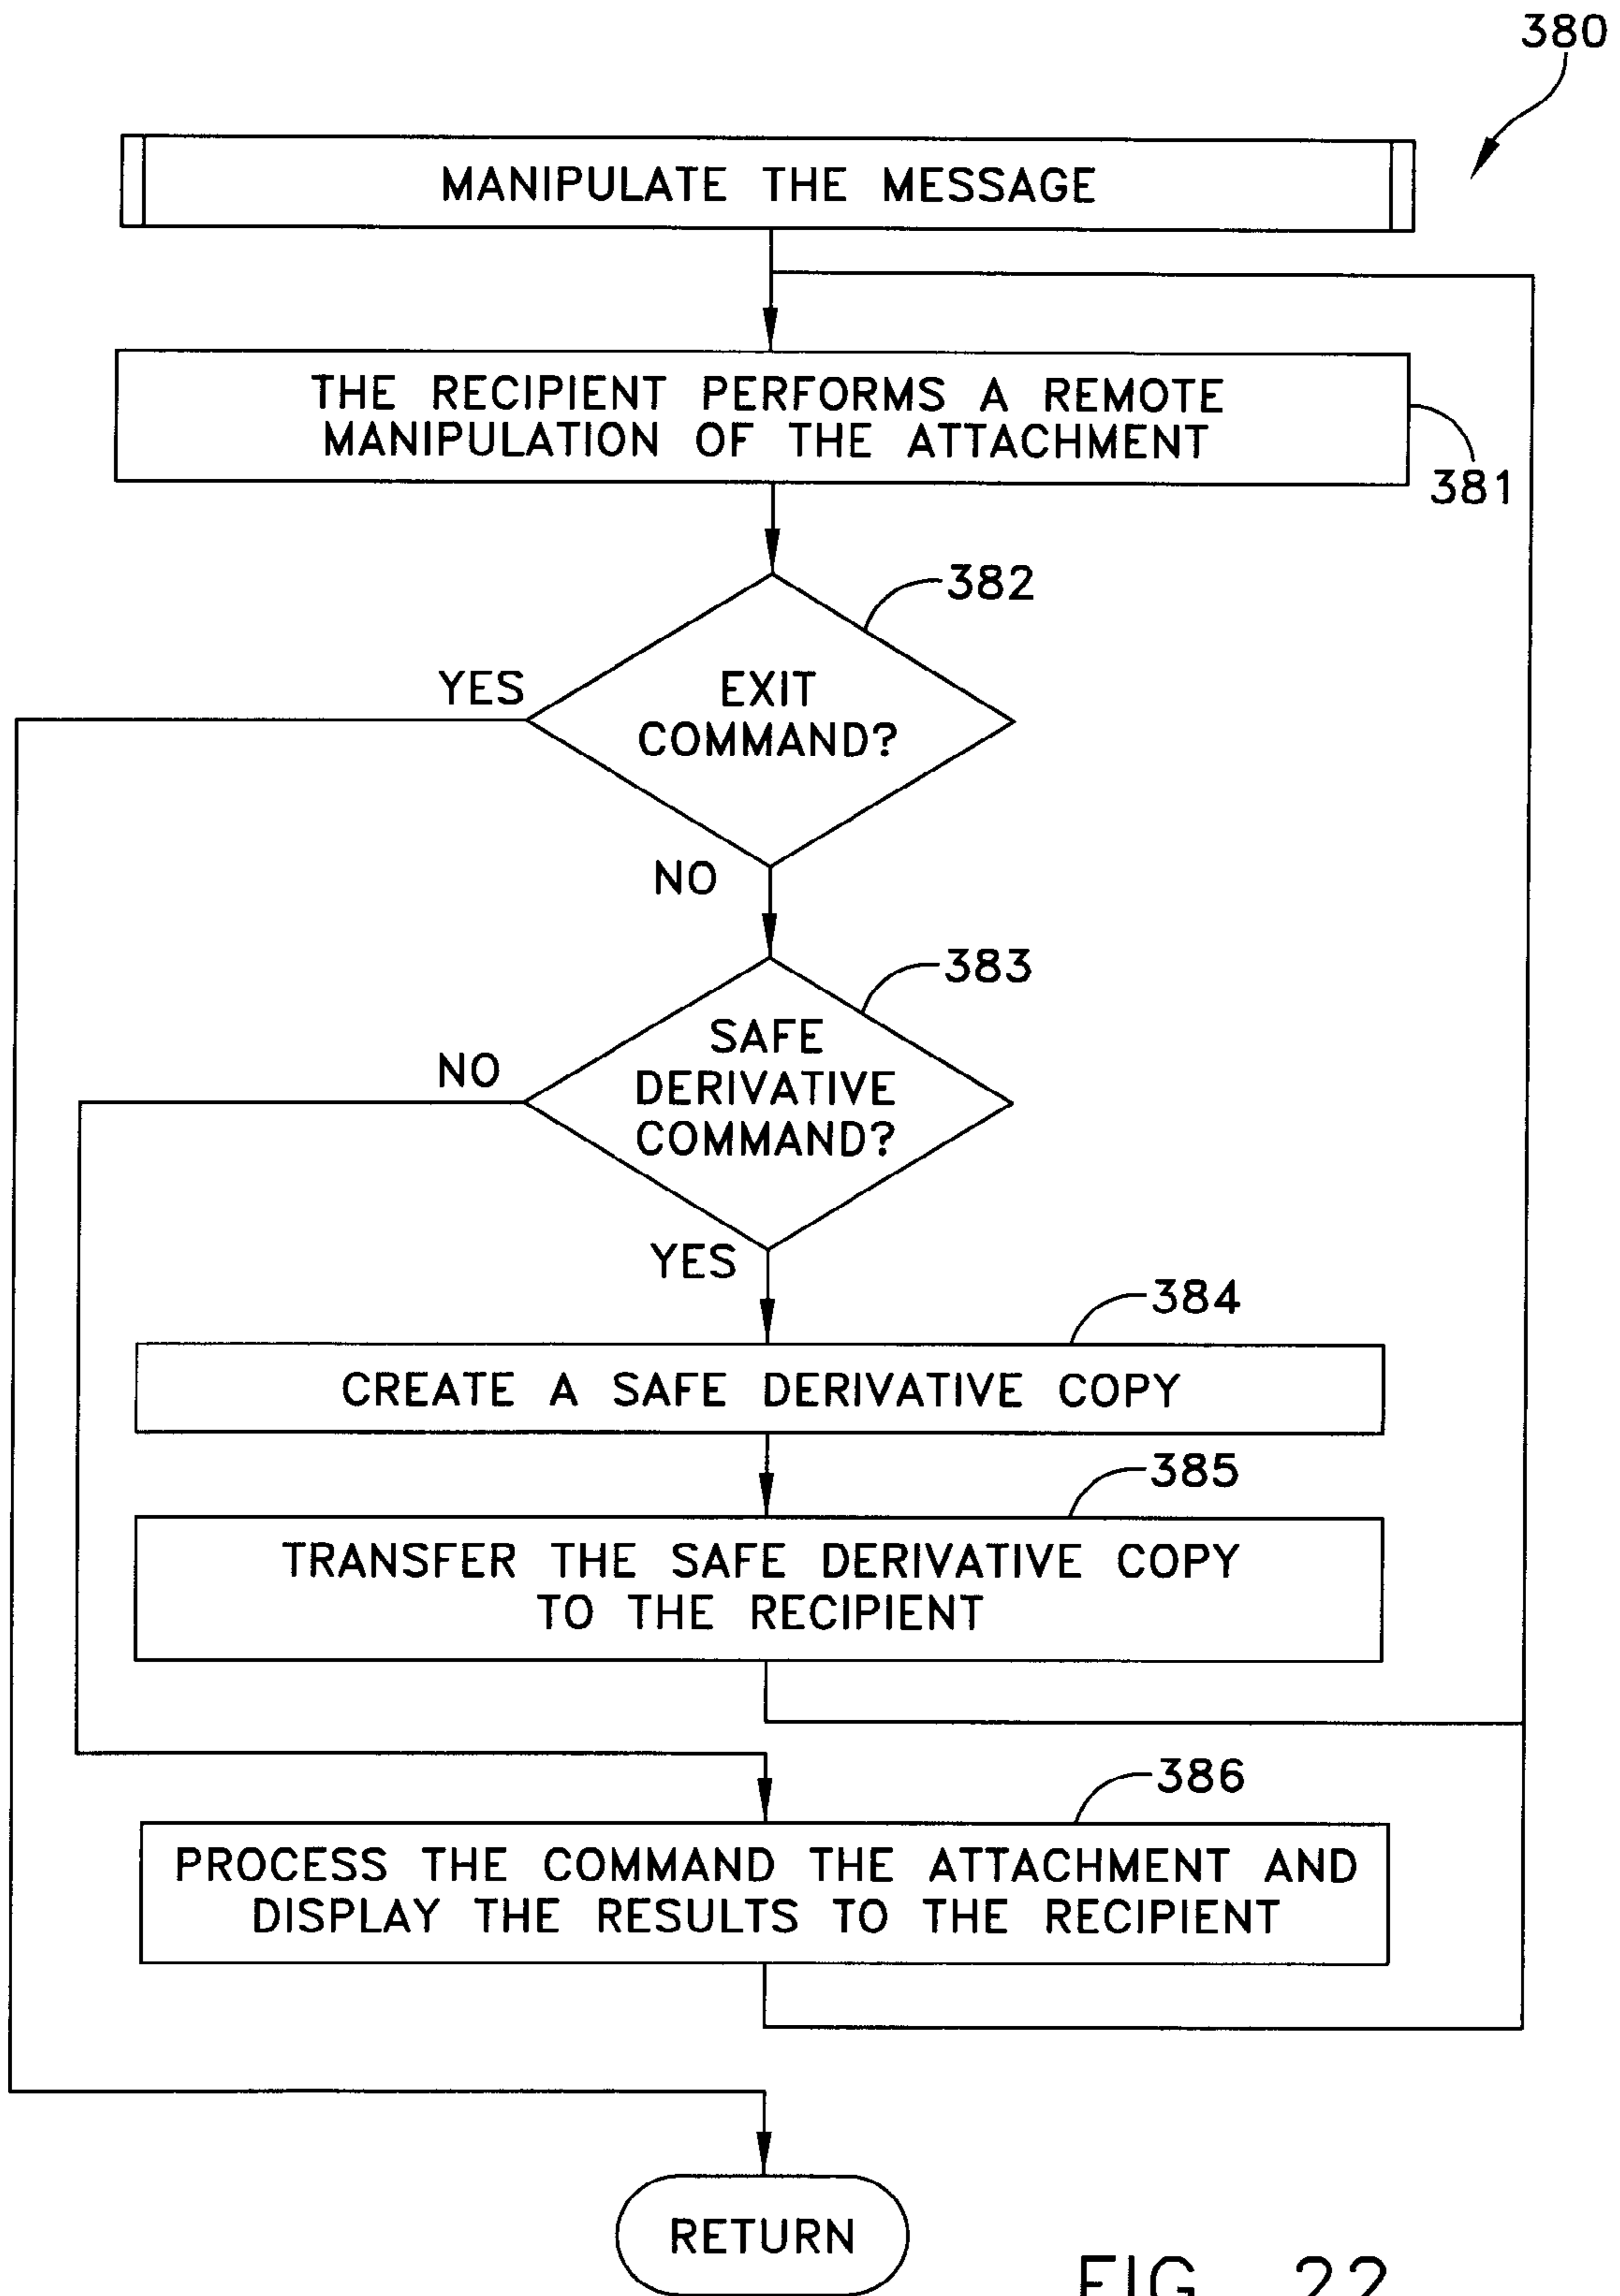 380
MANIPULATE THE MESSAGE
THE RECIPIENT PERFORMS A REMOTE
MANIPULATION OF THE ATTACHMENT
381
382
YES
EXIT
COMMAND?
NO
383
NO
SAFE
DERIVATIVE
COMMAND?
YES
384
CREATE A SAFE DERIVATIVE COPY
385
TRANSFER THE SAFE DERIVATIVE COPY
TO THE RECIPIENT
386
PROCESS THE COMMAND THE ATTACHMENT AND
DISPLAY THE RESULTS TO THE RECIPIENT
RETURN
FIG. 22